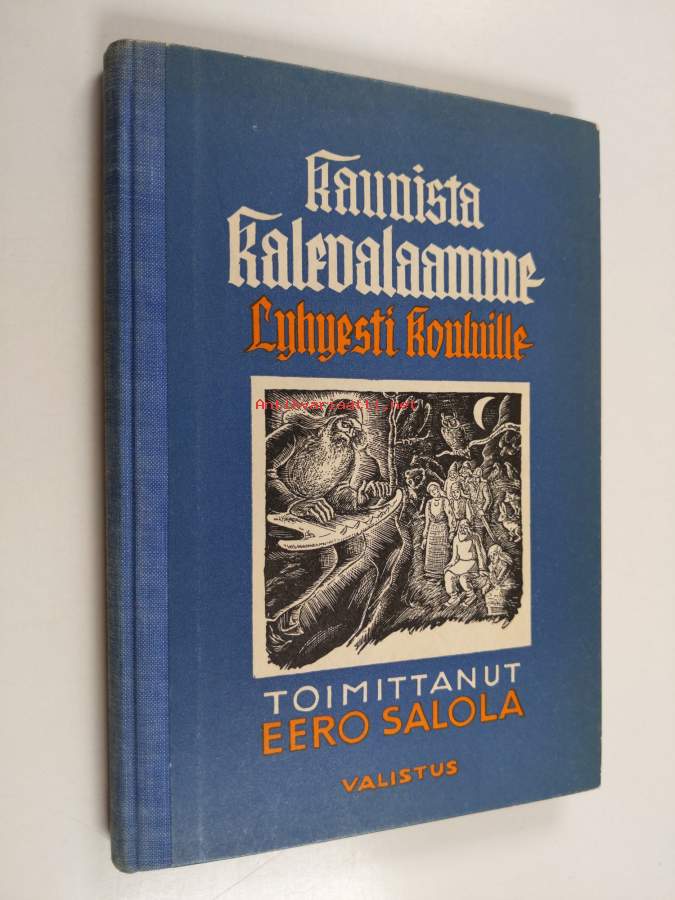 Kaunista
Kalevalaamme
Lyhyesti kouluille
Antikvariaatti.net
TOIMITTANUT
EERO SALOLA
VALISTUS